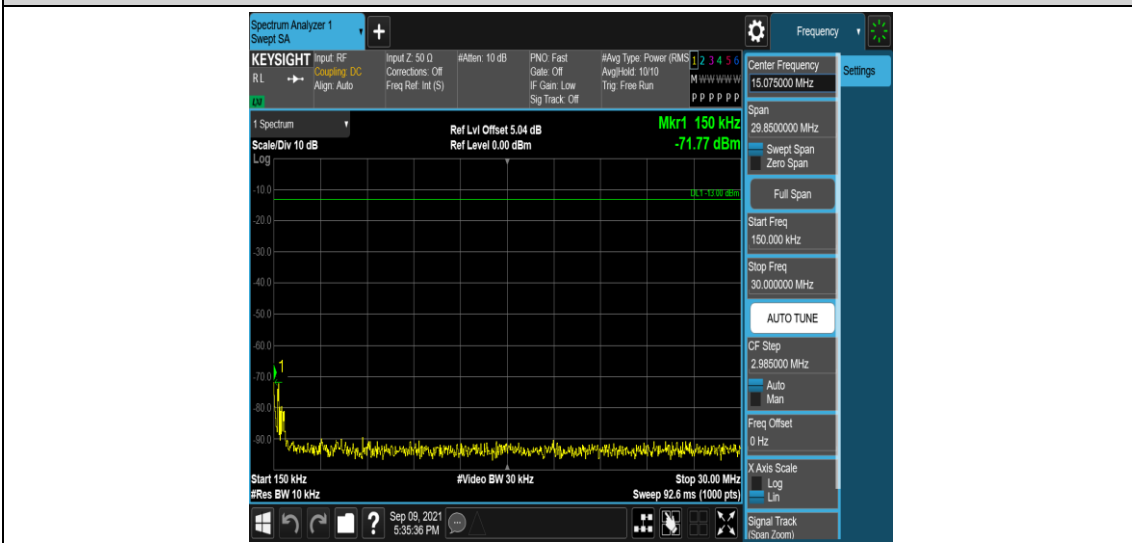 Spectrum Analyzer 1
Swept SA
+
Frequency
KEYSIGHT
RL
Input: RF
Coupling: DC
Align: Auto
Input Z: 50 Ω
Corrections: Off
Freq Ref: Int (S)
#Atten: 10 dB
PNO: Fast
Gate: Off
IF Gain: Low
Sig Track: Off
#Avg Type: Power (RMS
Avg|Hold: 10/10
Trig: Free Run
1 2 3 4 5 6
M W W W W W
P P P P P P
1 Spectrum
Scale/Div 10 dB
Log
Ref Lvl Offset 5.04 dB
Ref Level 0.00 dBm
Mkr1 150 kHz
-71.77 dBm
DL1 -13.00 dBm
-10.0
-20.0
-30.0
-40.0
-50.0
-60.0
-70.0
-80.0
-90.0
1
Start 150 kHz
#Res BW 10 kHz
#Video BW 30 kHz
Stop 30.00 MHz
Sweep 92.6 ms (1000 pts)
Center Frequency
15.075000 MHz
Settings
Span
29.8500000 MHz
Swept Span
Zero Span
Full Span
Start Freq
150.000 kHz
Stop Freq
30.000000 MHz
AUTO TUNE
CF Step
2.985000 MHz
Auto
Man
Freq Offset
0 Hz
X Axis Scale
Log
Lin
Signal Track
(Span Zoom)
?
Sep 09, 2021
5:35:36 PM